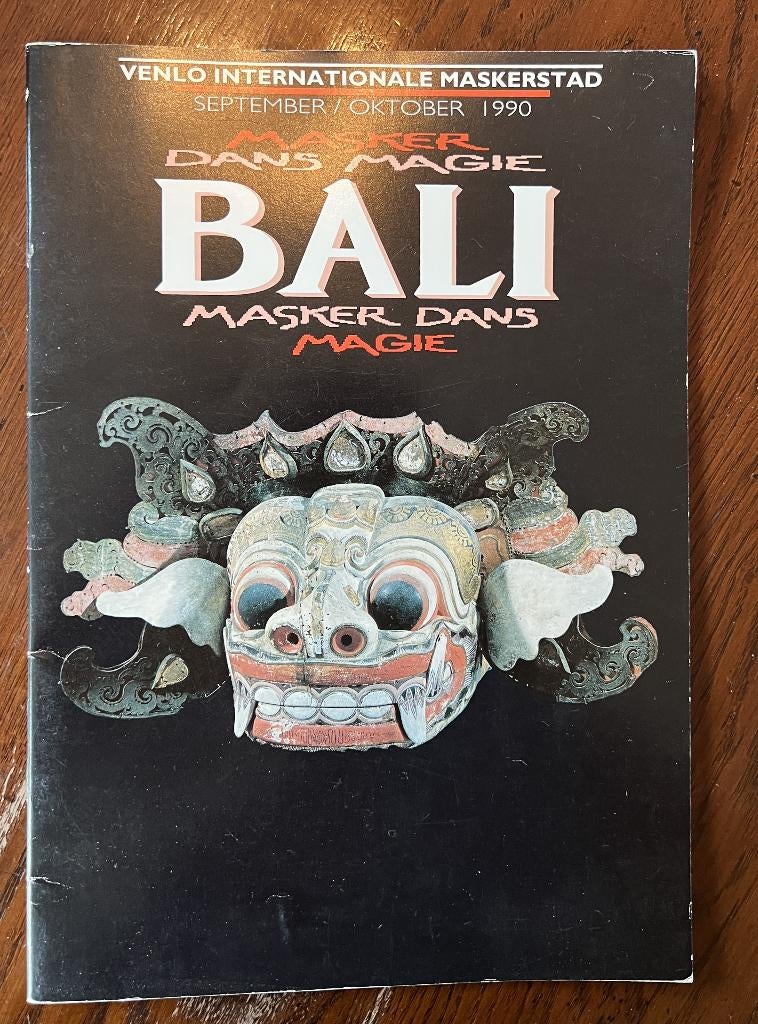 VENLO INTERNATIONALE MASKERSTAD
SEPTEMBER / OKTOBER 1990
MASKER
DANS MAGIE
BALI
MASKER DANS
MAGIE